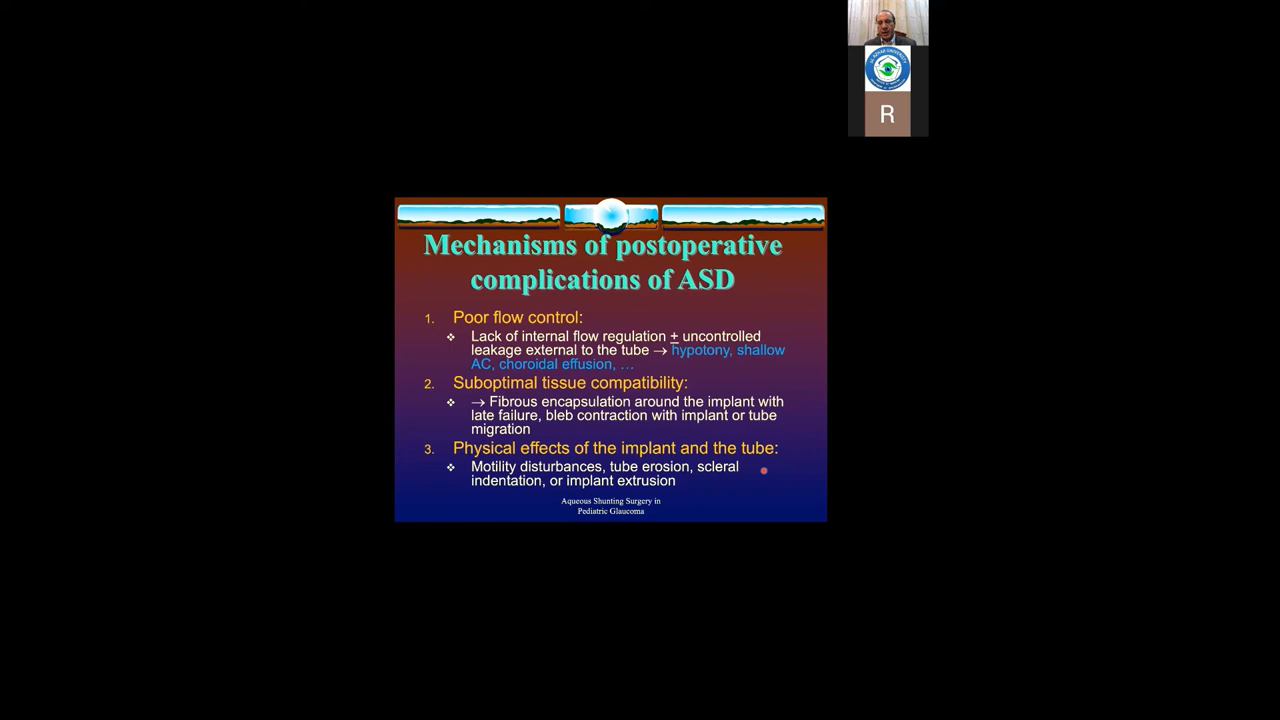 R
Mechanisms of postoperative
complications of ASD
1. Poor flow control:
❖ Lack of internal flow regulation + uncontrolled
leakage external to the tube → hypotony, shallow
AC, choroidal effusion, …
2. Suboptimal tissue compatibility:
❖ → Fibrous encapsulation around the implant with
late failure, bleb contraction with implant or tube
migration
3. Physical effects of the implant and the tube:
❖ Motility disturbances, tube erosion, scleral
indentation, or implant extrusion
Aqueous Shunting Surgery in
Pediatric Glaucoma